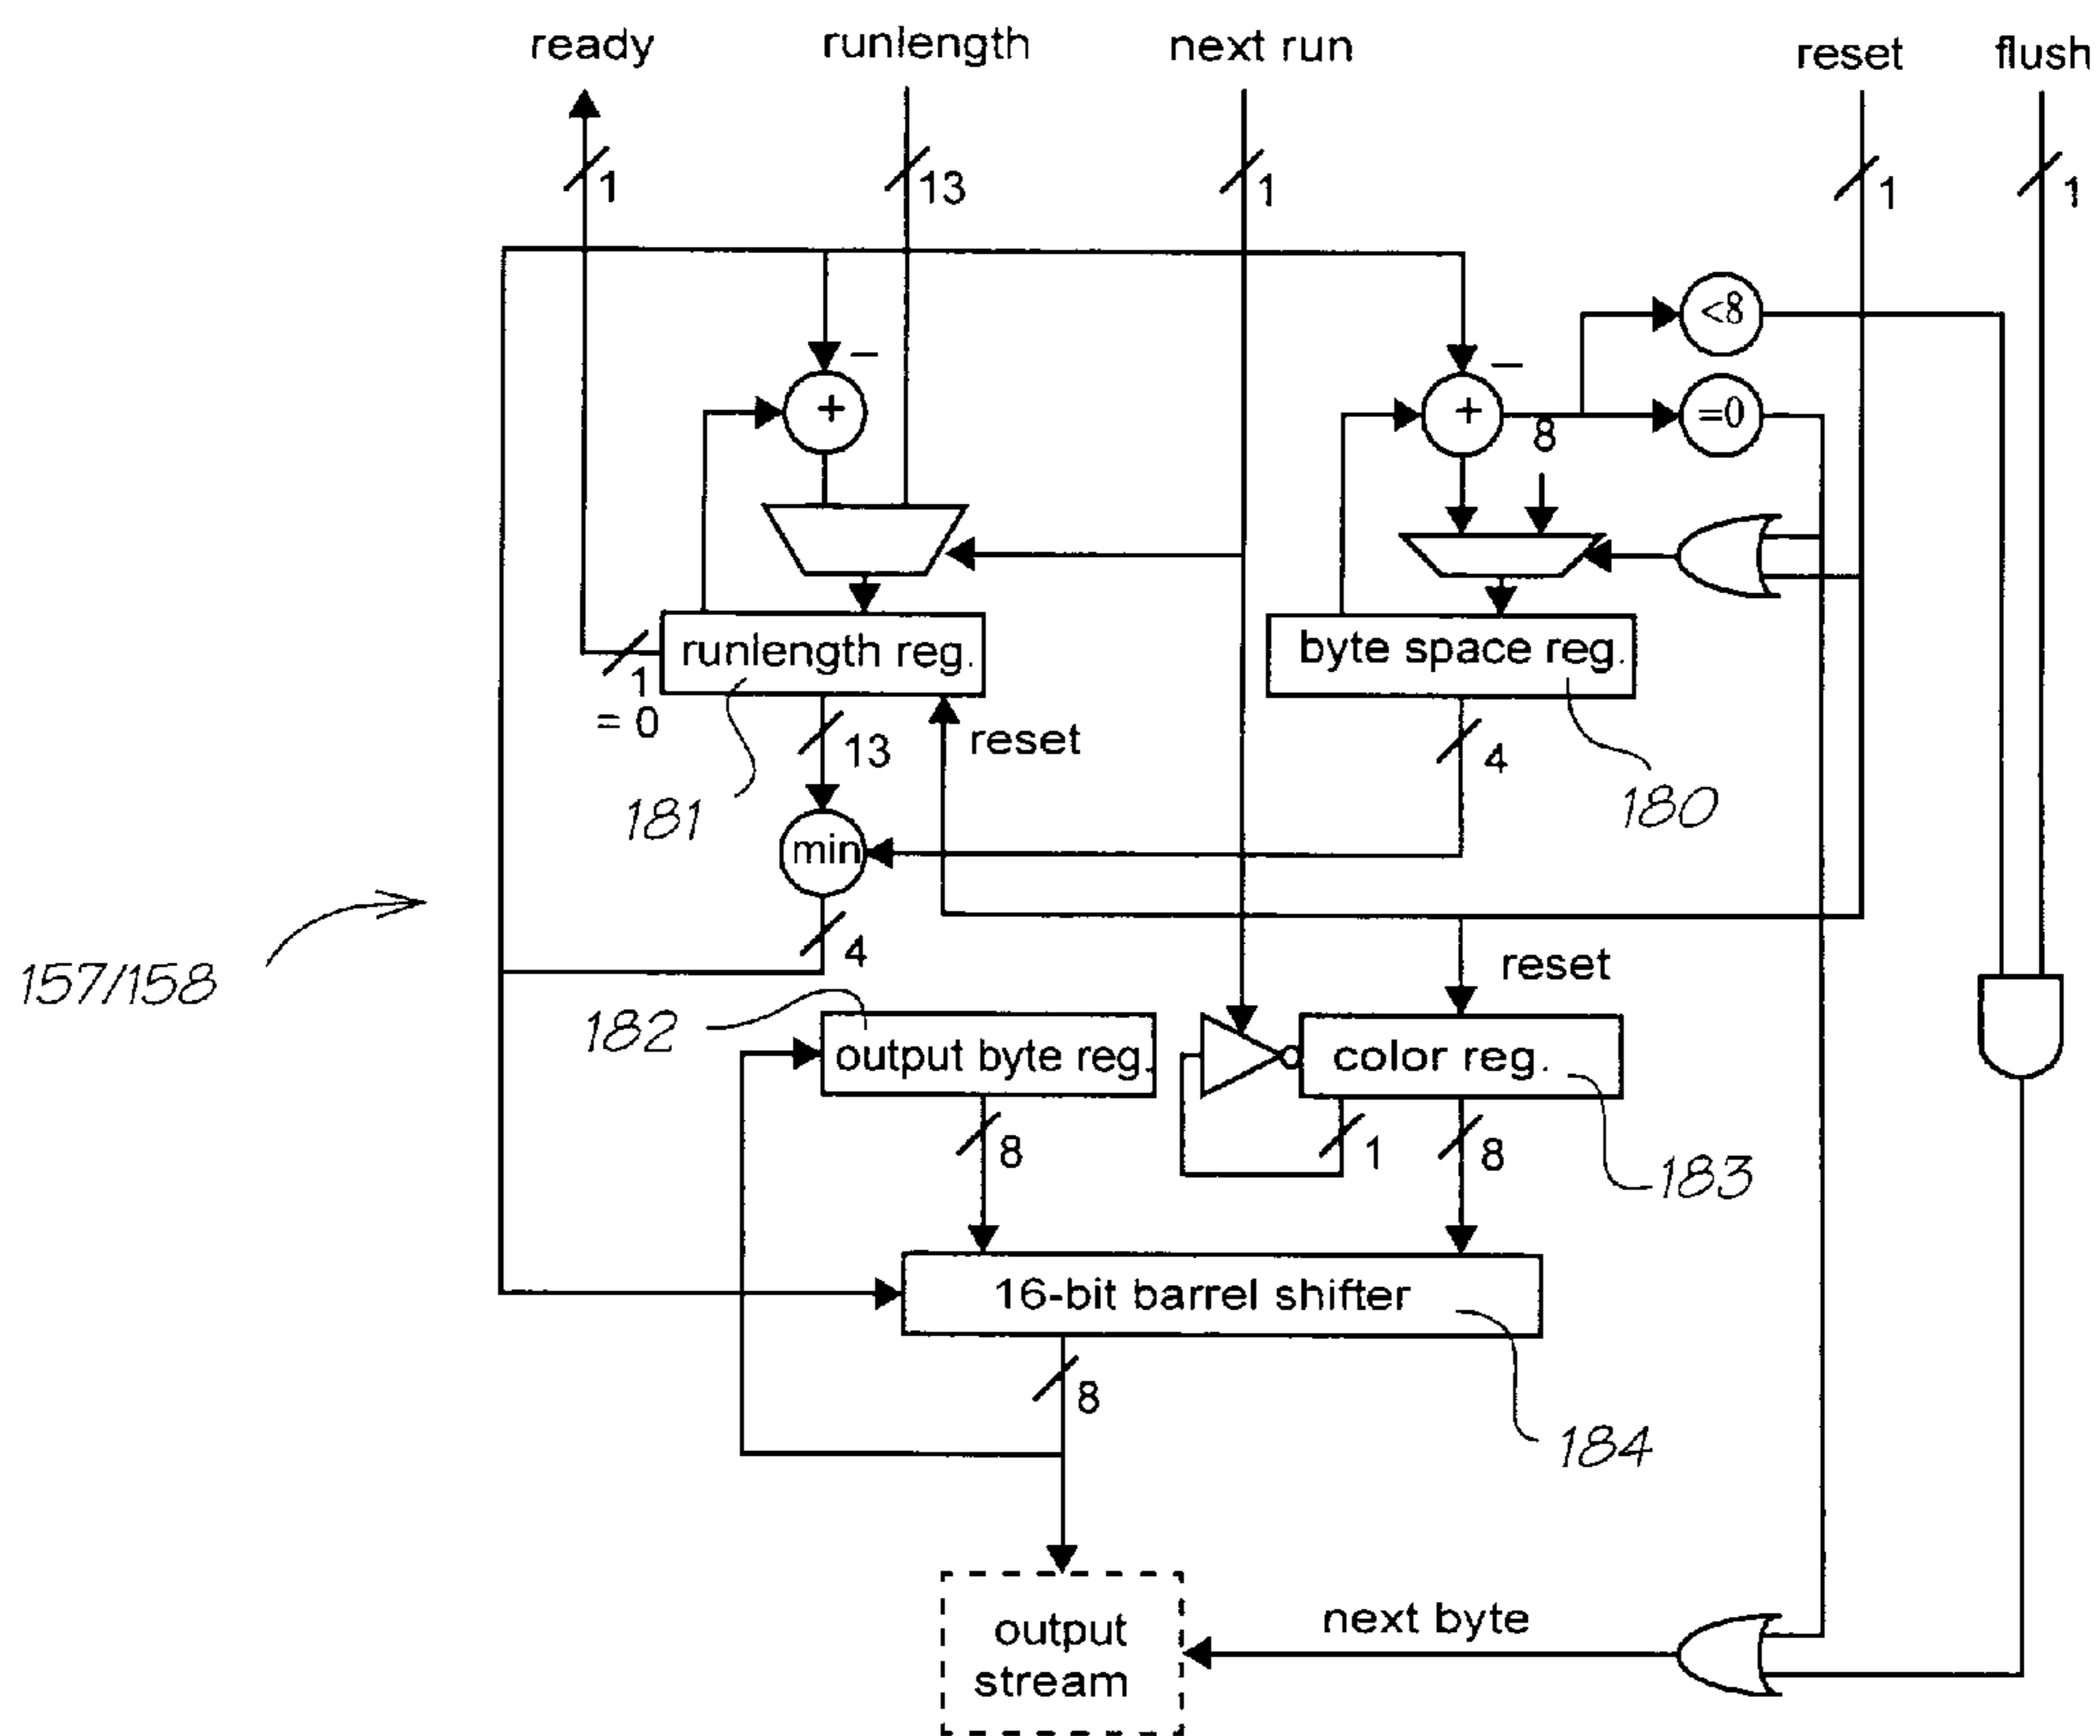 ready
runlength
next run
reset
flush
1
13
1
1
1
<8
–
–
+
+
=0
8
runlength reg.
byte space reg.
1
= 0
13
reset
4
181
180
min
4
157/158
reset
182
output byte reg.
color reg.
8
1
8
183
16-bit barrel shifter
8
184
next byte
output
stream